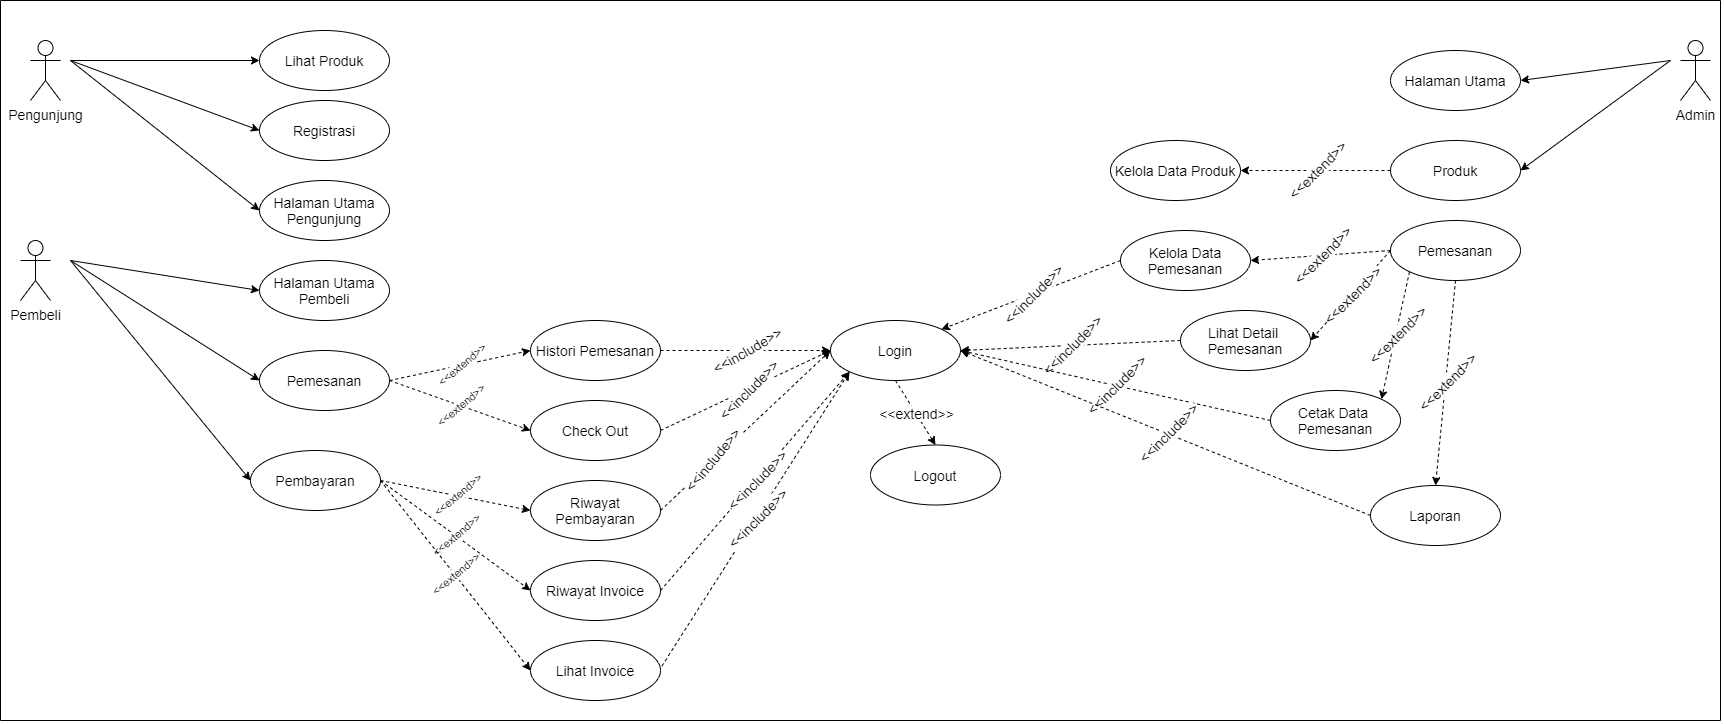 Pengunjung
Lihat Produk
Registrasi
Halaman Utama
Pengunjung
Pembeli
Halaman Utama
Pembeli
Pemesanan
Pembayaran
<<extend>>
<<extend>>
<<extend>>
<<extend>>
<<extend>>
Histori Pemesanan
Check Out
Riwayat
Pembayaran
Riwayat Invoice
Lihat Invoice
<<include>>
<<include>>
<<include>>
<<include>>
<<include>>
Login
<<extend>>
Logout
<<include>>
<<include>>
<<include>>
<<include>>
Kelola Data Produk
Kelola Data
Pemesanan
Lihat Detail
Pemesanan
Cetak Data
Pemesanan
Laporan
<<extend>>
<<extend>>
<<extend>>
<<extend>>
<<extend>>
Halaman Utama
Produk
Pemesanan
Admin